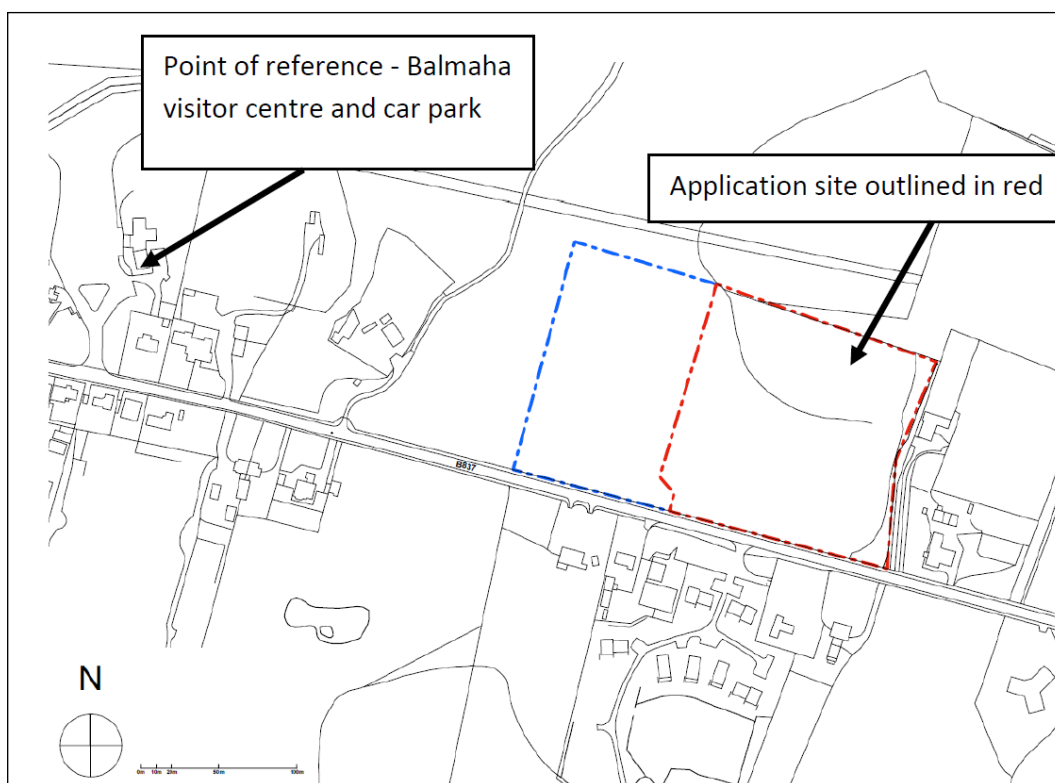 Point of reference - Balmaha
visitor centre and car park
Application site outlined in red
B837
N
0m 10m 20m 50m 100m